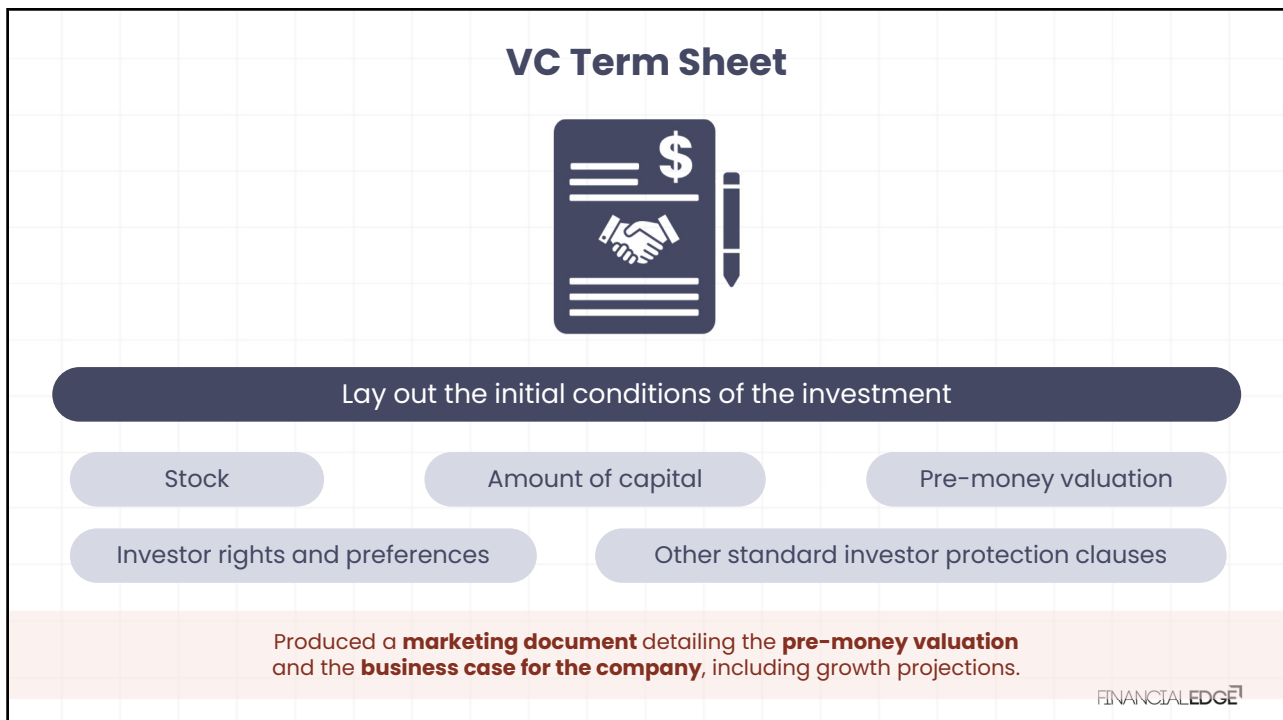 VC Term Sheet
$
Lay out the initial conditions of the investment
Stock
Amount of capital
Pre-money valuation
Investor rights and preferences
Other standard investor protection clauses
Produced a marketing document detailing the pre-money valuation
and the business case for the company, including growth projections.
FINANCIALEDGE